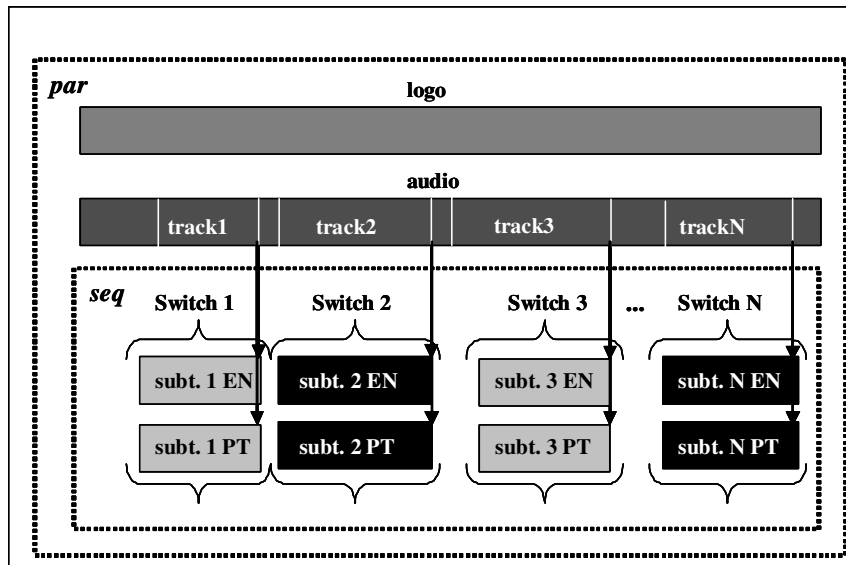 par
logo
audio
track1 track2 track3 trackN
seq
Switch 1 Switch 2 Switch 3 ... Switch N
subt. 1 EN subt. 2 EN subt. 3 EN subt. N EN
subt. 1 PT subt. 2 PT subt. 3 PT subt. N PT